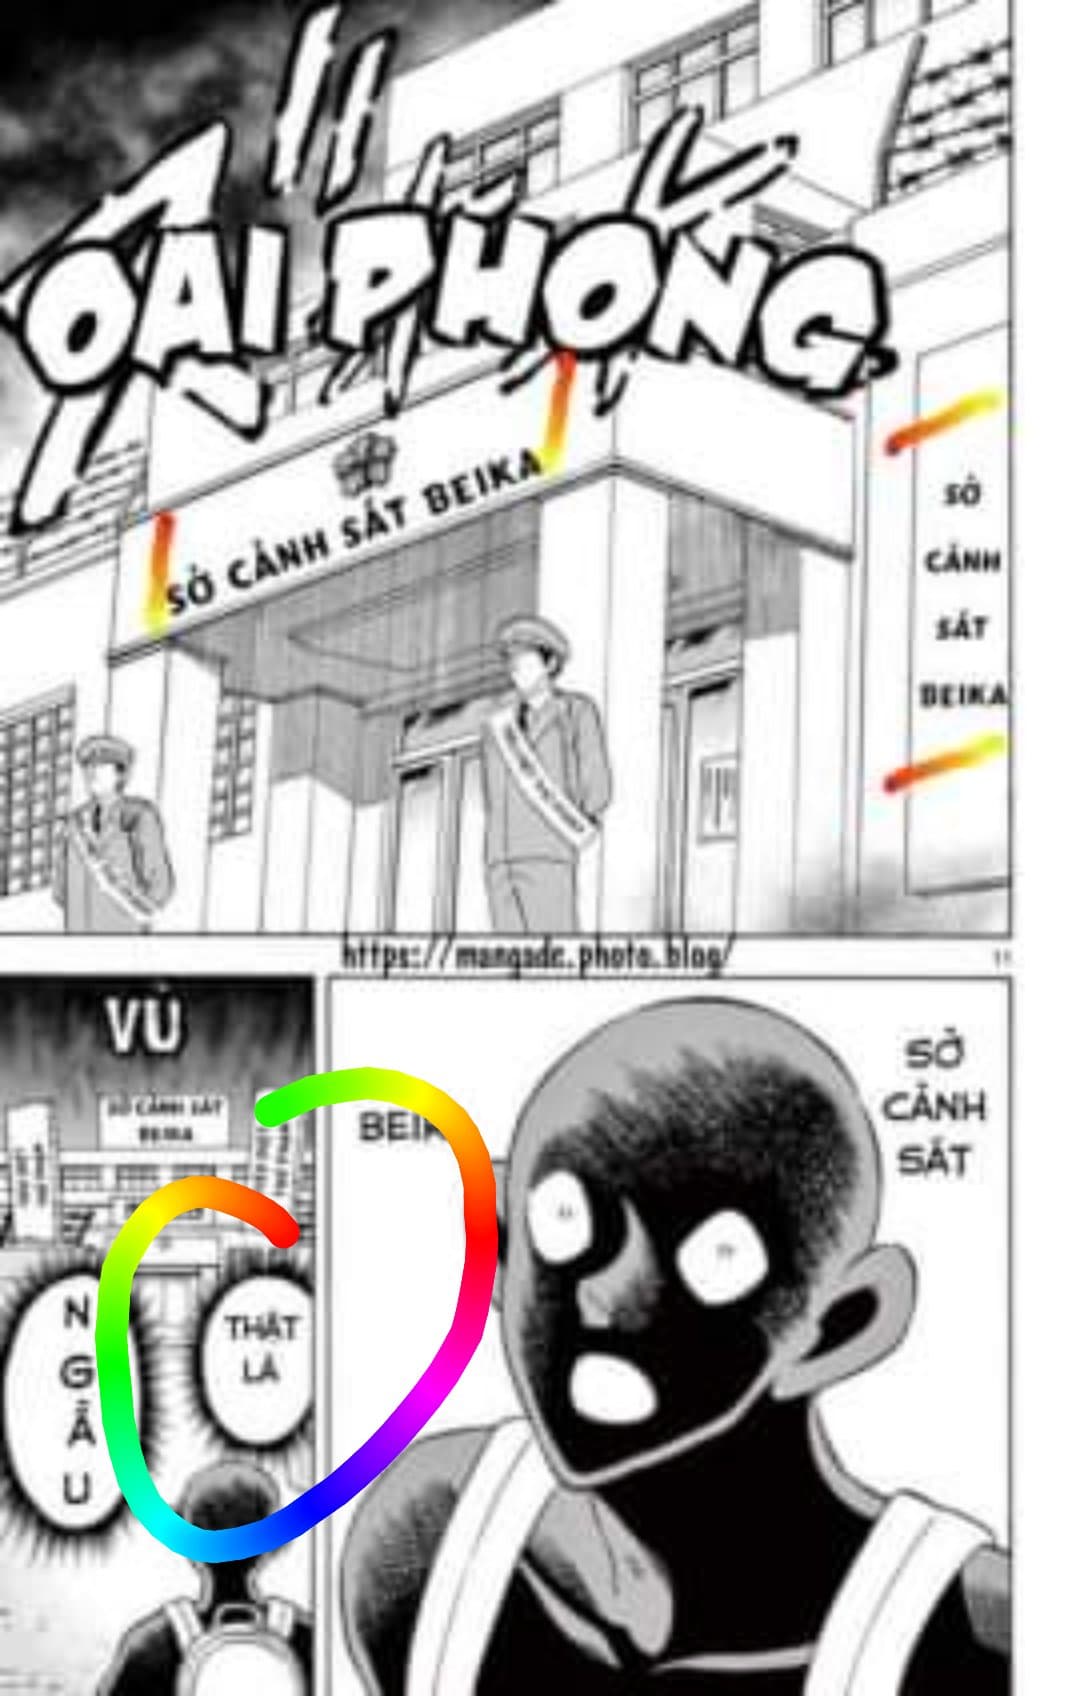 OAI PHONG
SỞ CẢNH SÁT BEIKA
SỞ
CẢNH
SÁT
BEIKA
https://mangadc.photo.blog/
11
SỞ
CẢNH
SÁT
VÙ
SỞ CẢNH SÁT
BEIKA
THẬT
LÀ
N
G
Ầ
U